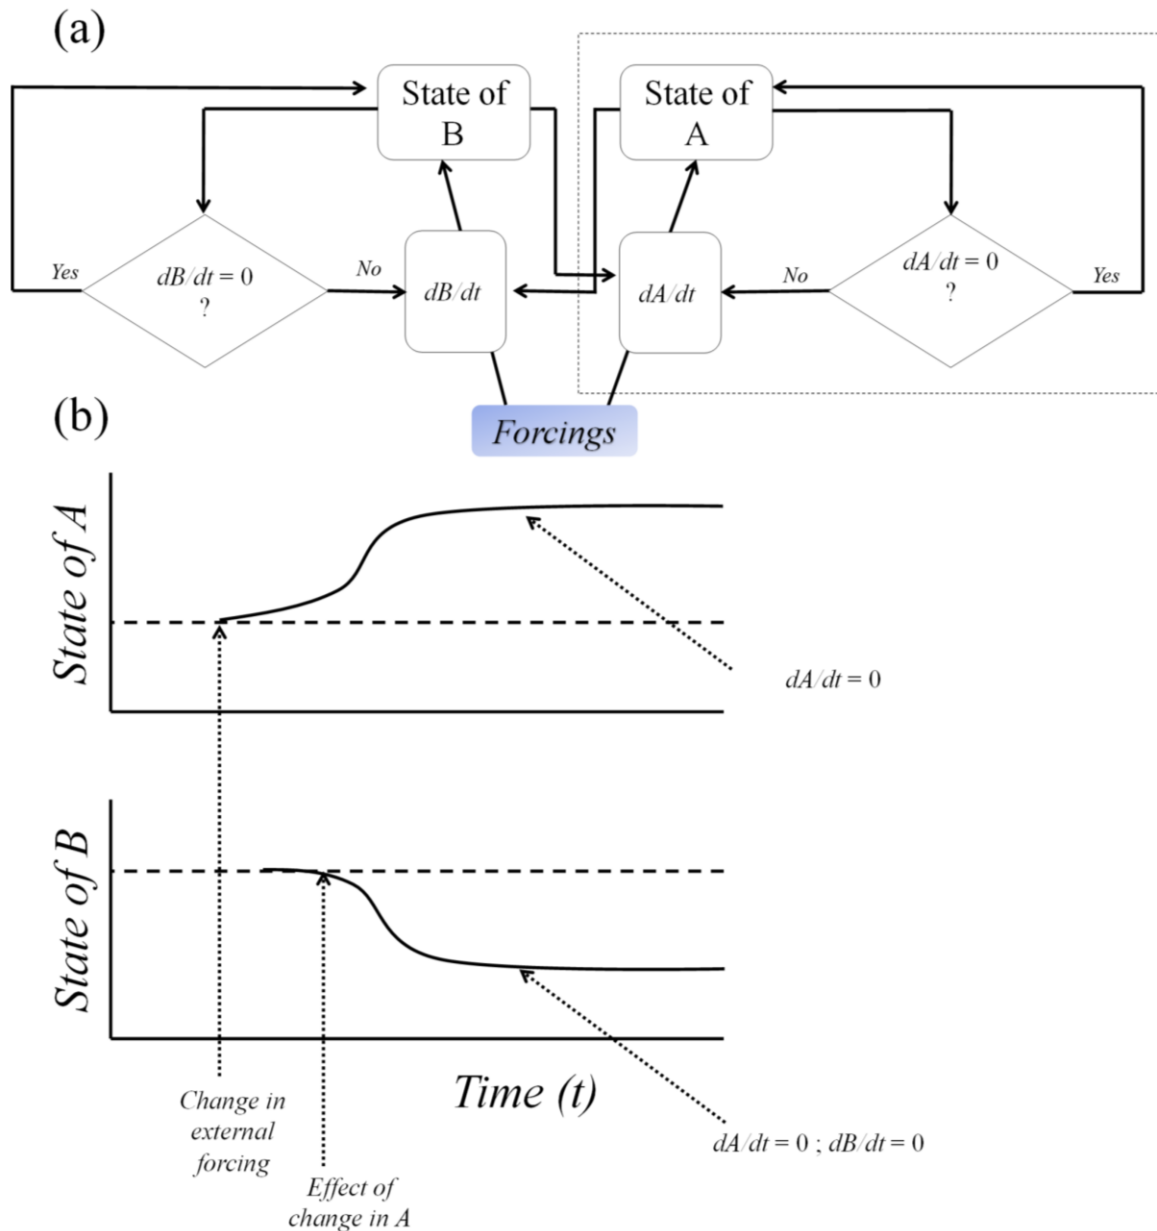 (a)
State of
B
State of
A
Yes
dB/dt = 0
?
No
dB/dt
dA/dt
No
dA/dt = 0
?
Yes
Forcings
(b)
State of A
dA/dt = 0
State of B
Time (t)
Change in
external
forcing
dA/dt = 0 ; dB/dt = 0
Effect of
change in A